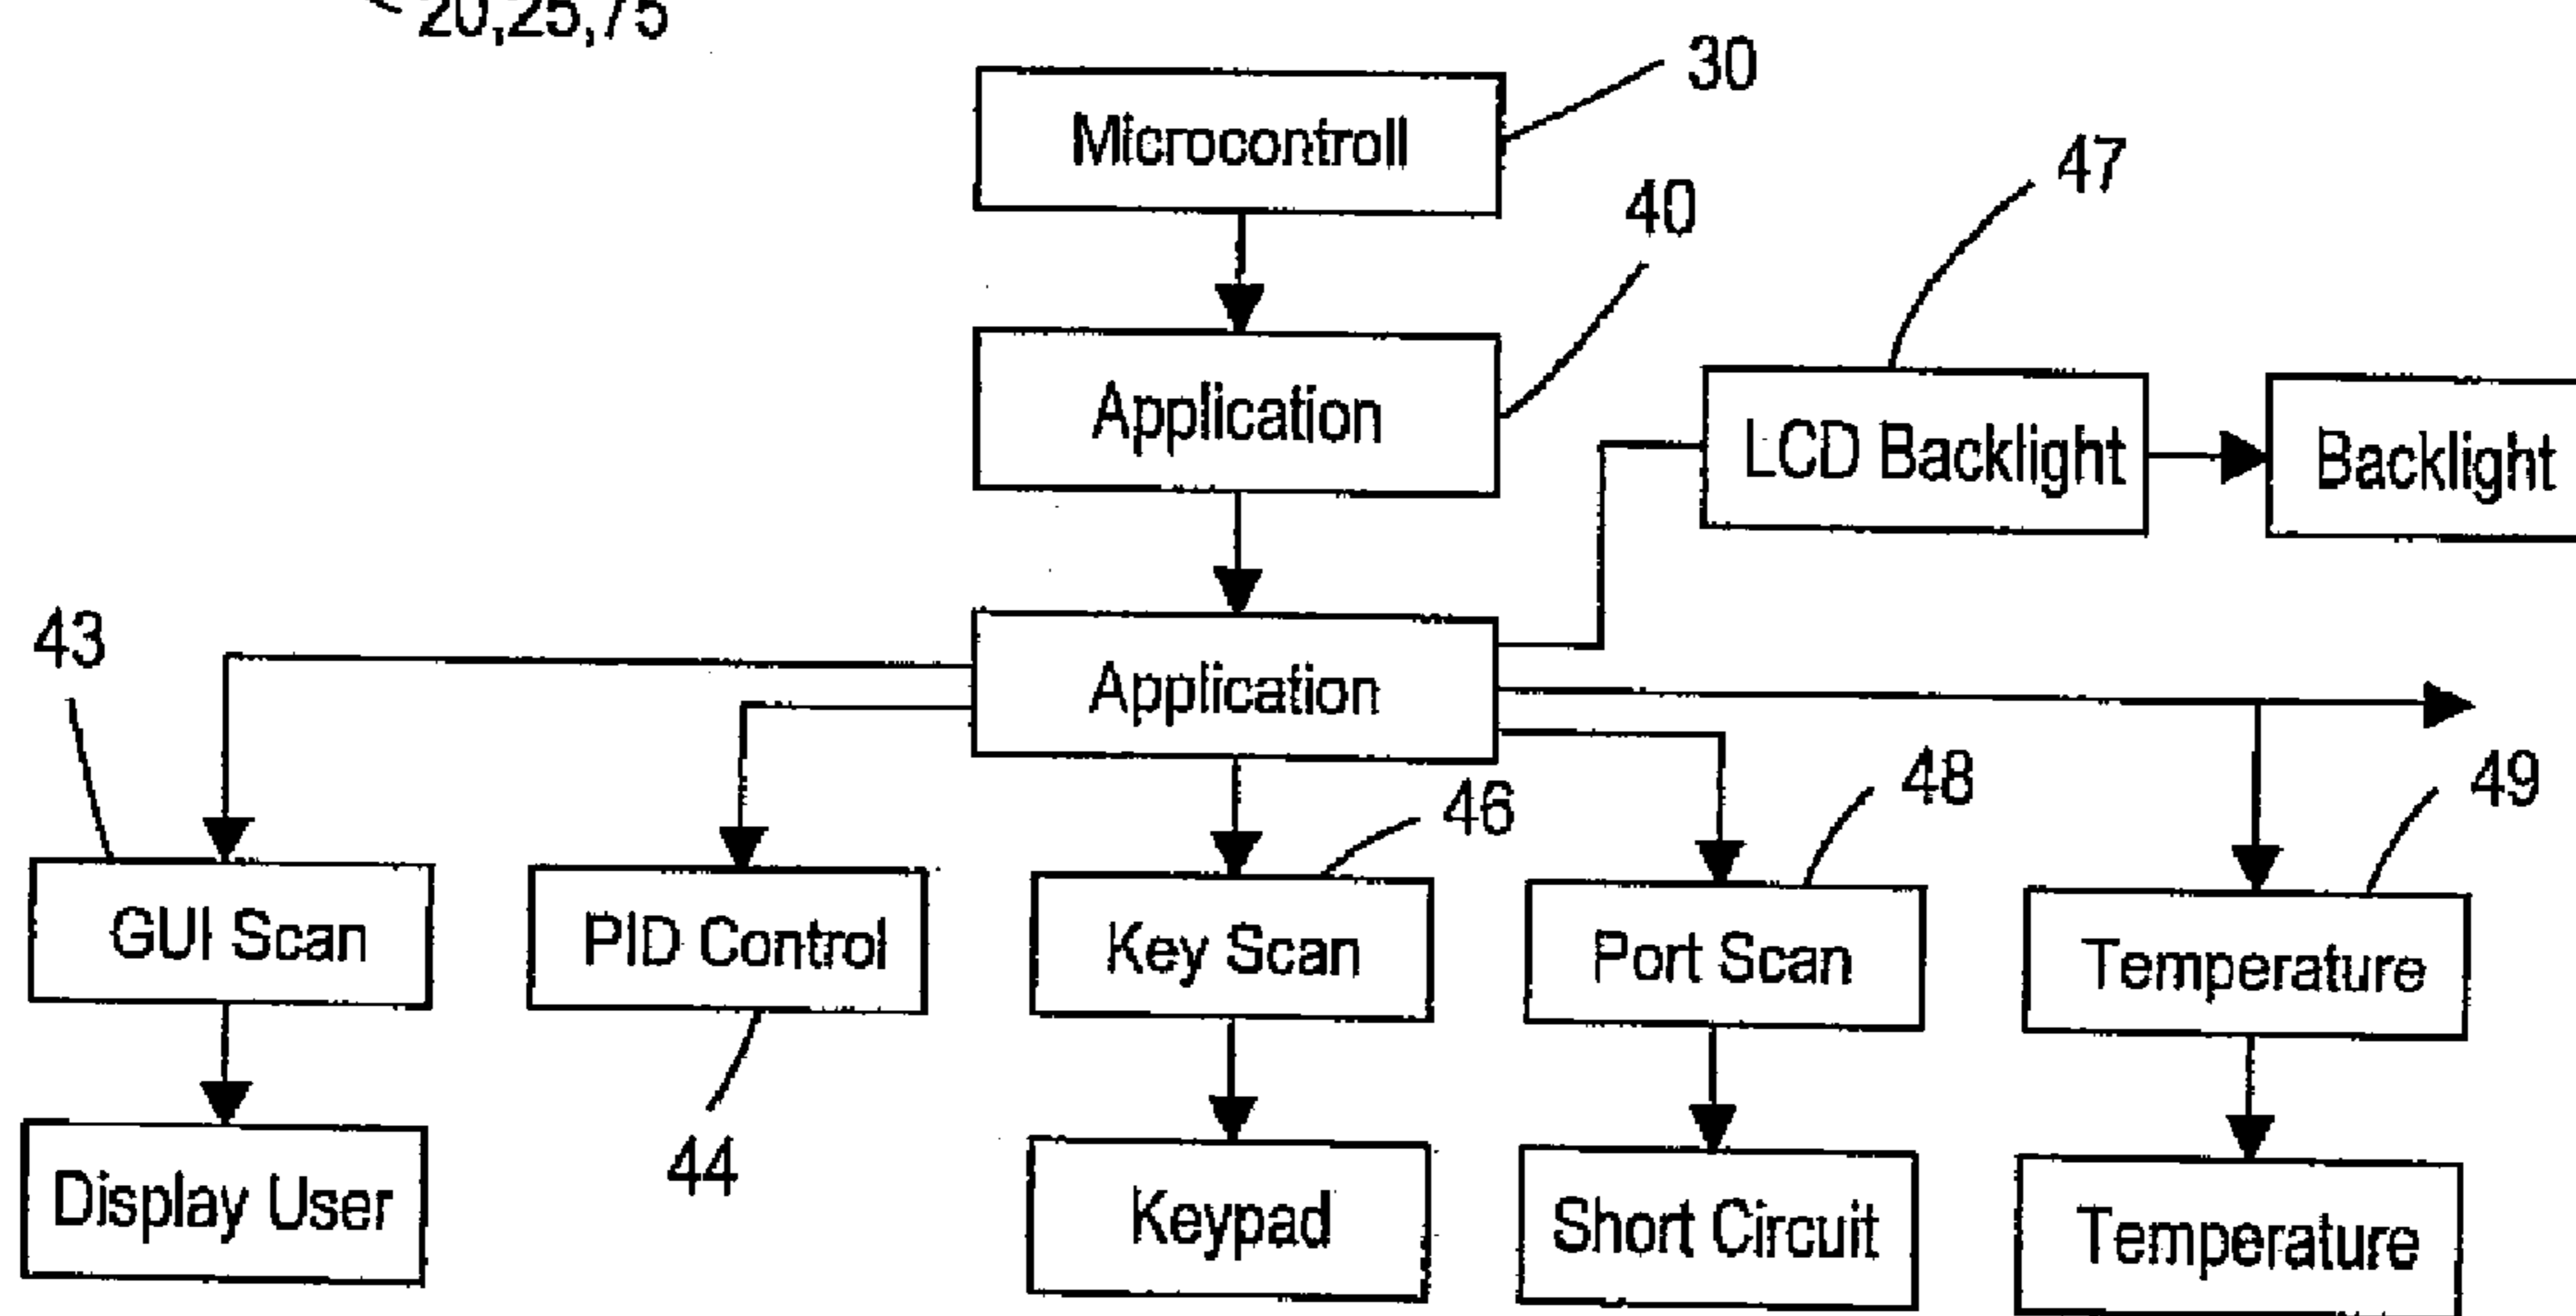 20,25,75
30
Microcontroll
47
40
Application
LCD Backlight
Backlight
43
Application
48
49
46
GUI Scan
PID Control
Key Scan
Port Scan
Temperature
44
Display User
Keypad
Short Circuit
Temperature